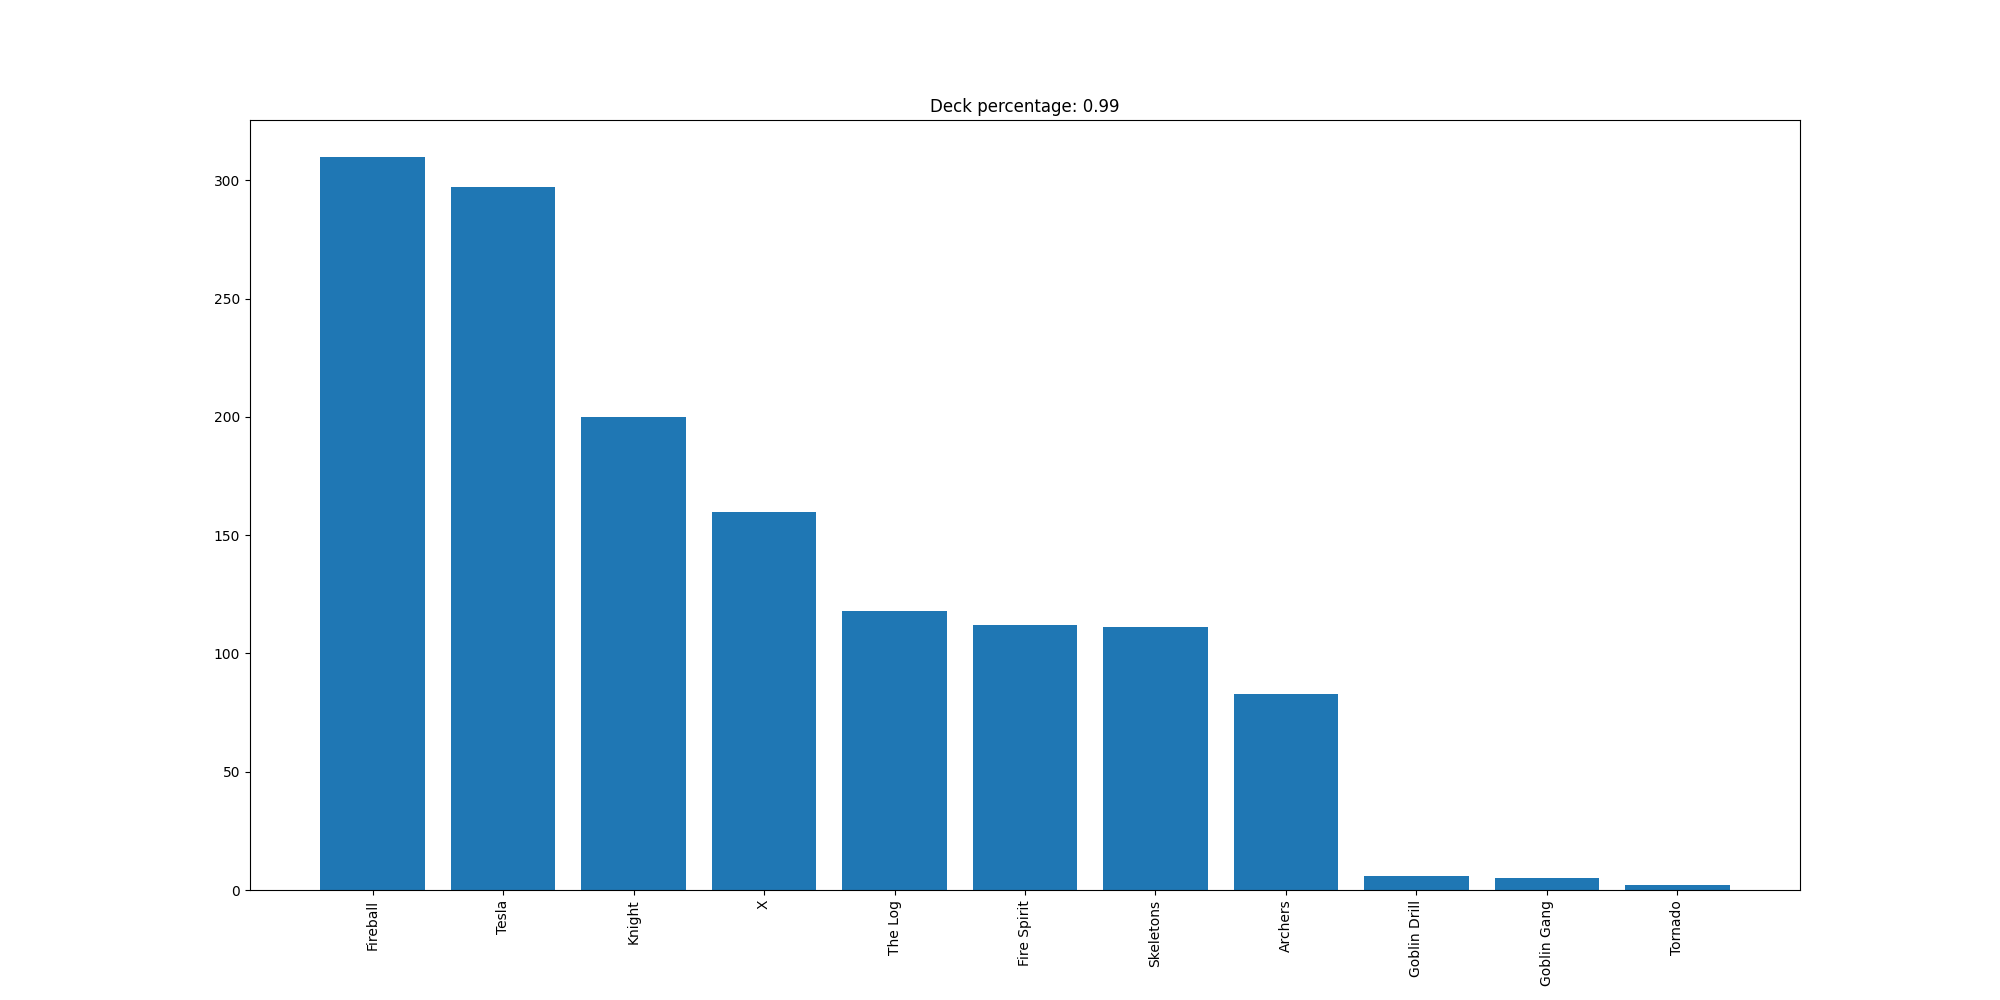 Deck percentage: 0.99
300
250
200
150
100
50
0
Fireball
Tesla
Knight
X
The Log
Fire Spirit
Skeletons
Archers
Goblin Drill
Goblin Gang
Tornado